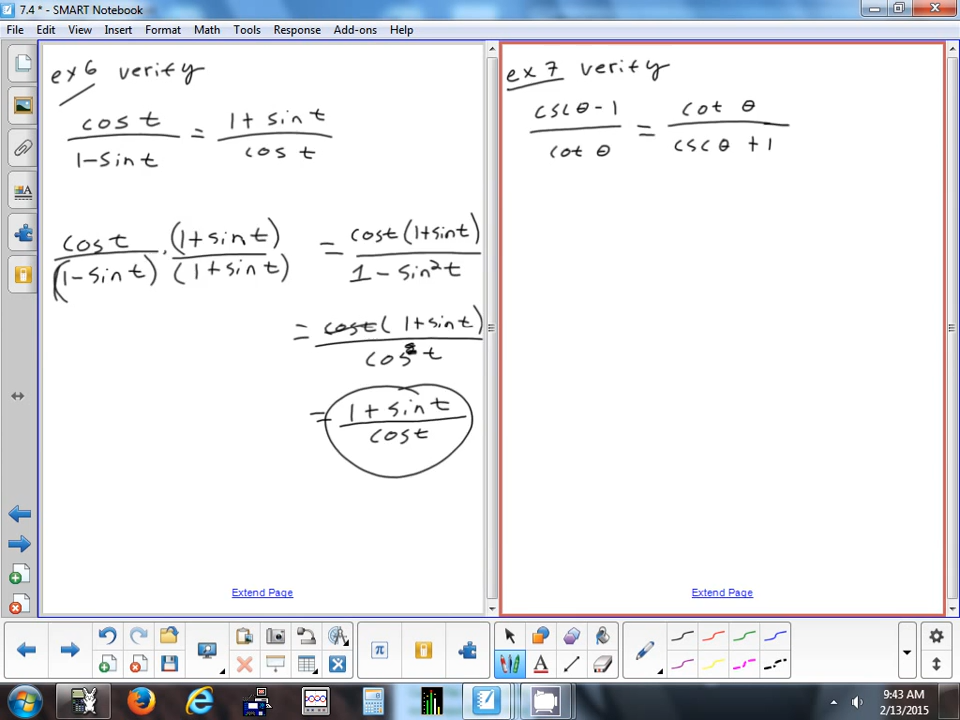 7.4 * - SMART Notebook
File Edit View Insert Format Math Tools Response Add-ons Help
ex 6 verify
cos t / 1-sin t = 1 + sin t / cos t
cos t / (1-sin t) · (1+sin t) / (1+sin t) = cos t (1+sin t) / 1 - sin² t
= cos t (1+sin t) / cos² t
= 1 + sin t / cos t
Extend Page
ex 7 verify
csc θ - 1 / cot θ = cot θ / csc θ + 1
Extend Page
π
A
9:43 AM
2/13/2015